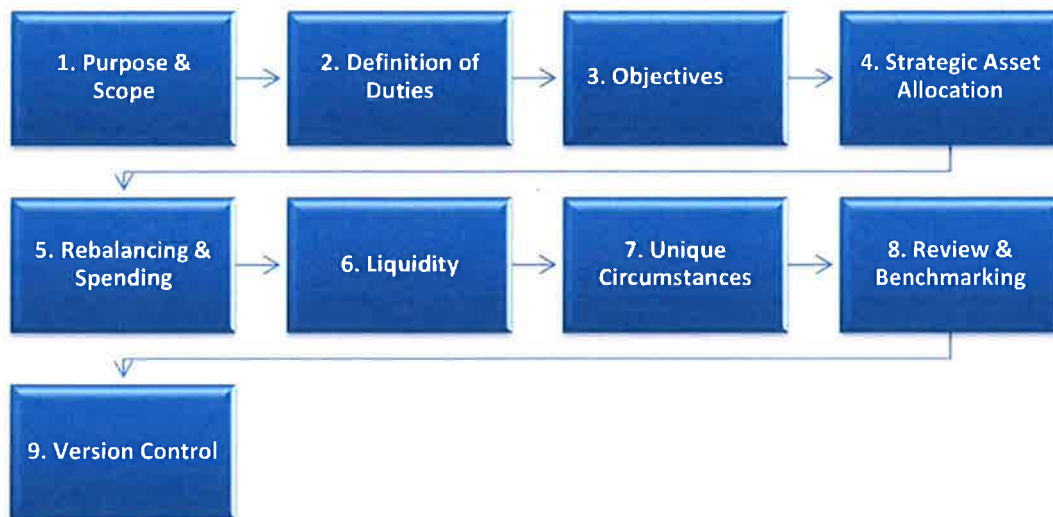 1. Purpose &
Scope
2. Definition of
Duties
3. Objectives
4. Strategic Asset
Allocation
5. Rebalancing &
Spending
6. Liquidity
7. Unique
Circumstances
8. Review &
Benchmarking
9. Version Control